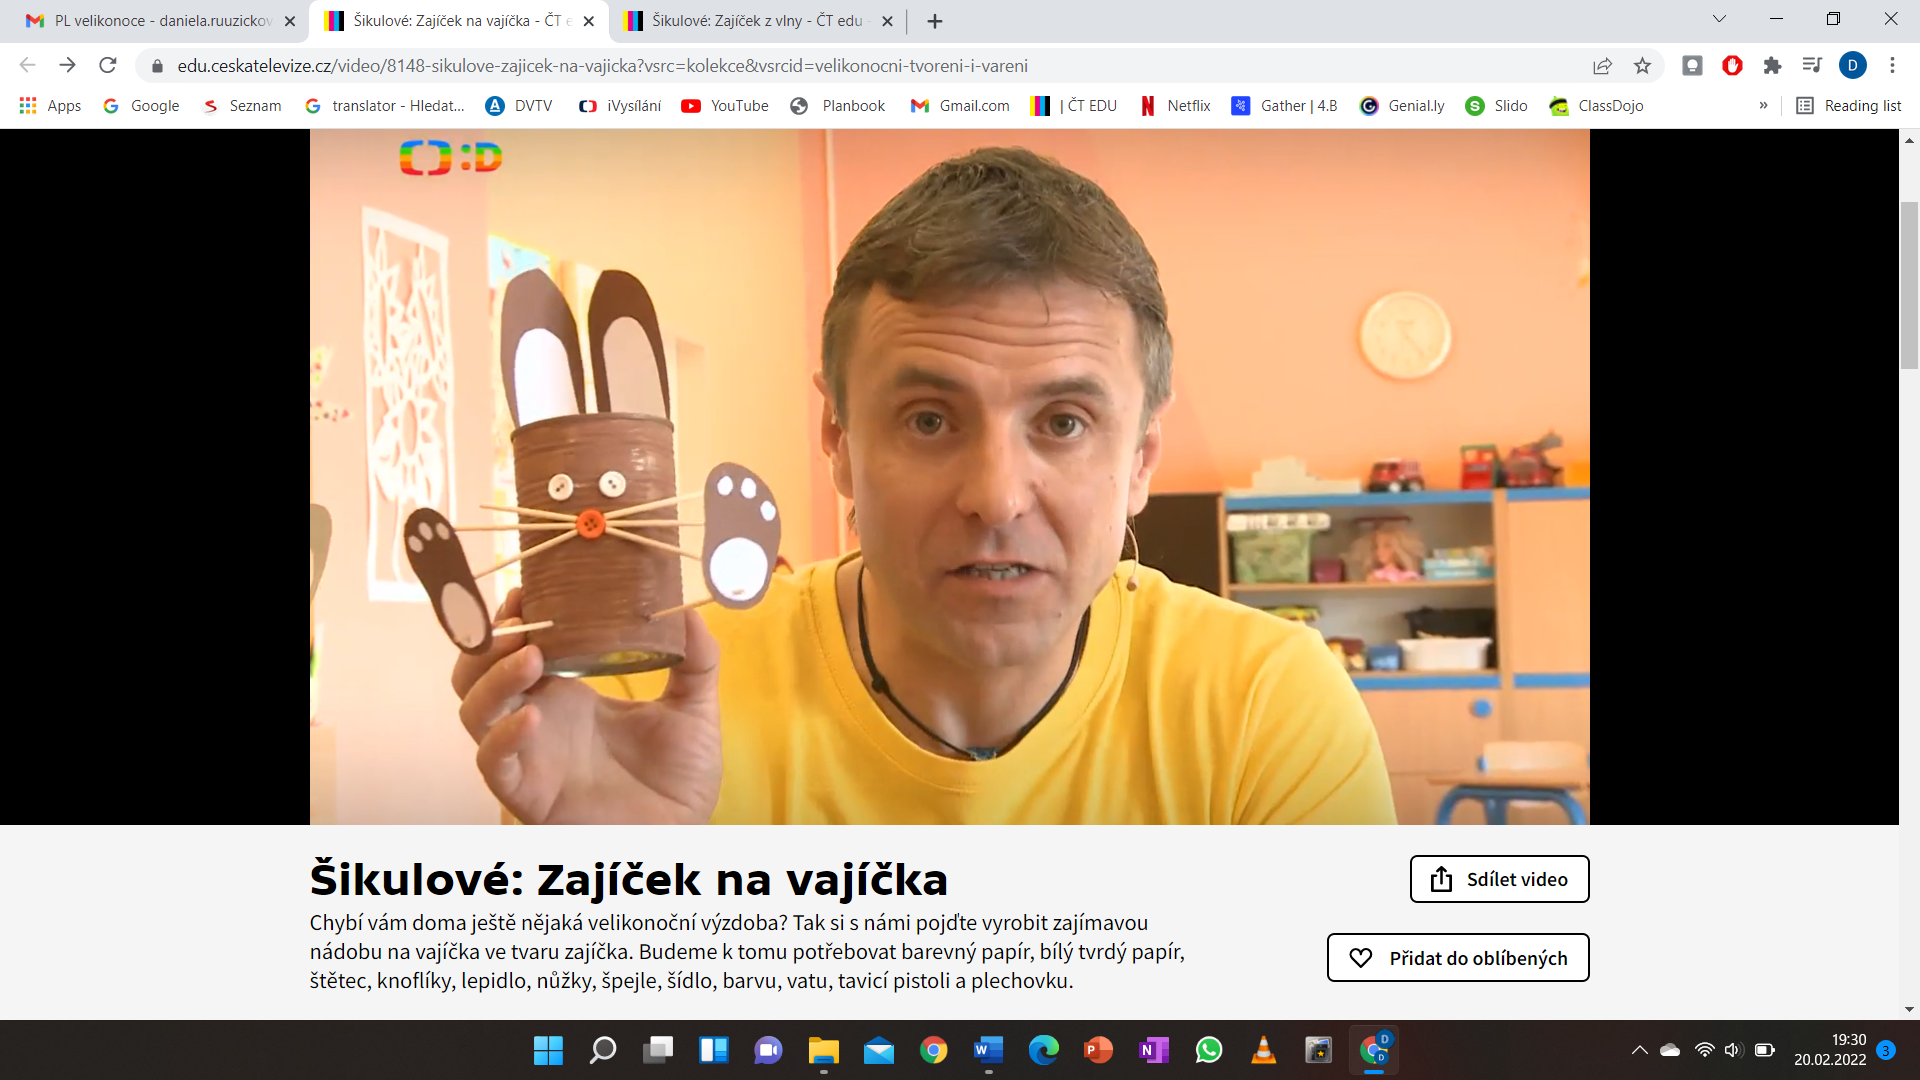 PL velikonoce - daniela.ruuzickov
Šikulové: Zajíček na vajíčka - ČT e
Šikulové: Zajíček z vlny - ČT edu -
edu.ceskatelevize.cz/video/8148-sikulove-zajicek-na-vajicka?vsrc=kolekce&vsrcid=velikonocni-tvoreni-i-vareni
D
Apps
Google
Seznam
translator - Hledat...
DVTV
iVysílání
YouTube
Planbook
Gmail.com
| ČT EDU
Netflix
Gather | 4.B
Genial.ly
Slido
ClassDojo
»
Reading list
:D
Šikulové: Zajíček na vajíčka
Sdílet video
Chybí vám doma ještě nějaká velikonoční výzdoba? Tak si s námi pojďte vyrobit zajímavou
nádobu na vajíčka ve tvaru zajíčka. Budeme k tomu potřebovat barevný papír, bílý tvrdý papír,
štětec, knoflíky, lepidlo, nůžky, špejle, šídlo, barvu, vatu, tavicí pistoli a plechovku.
Přidat do oblíbených
19:30
20.02.2022
3